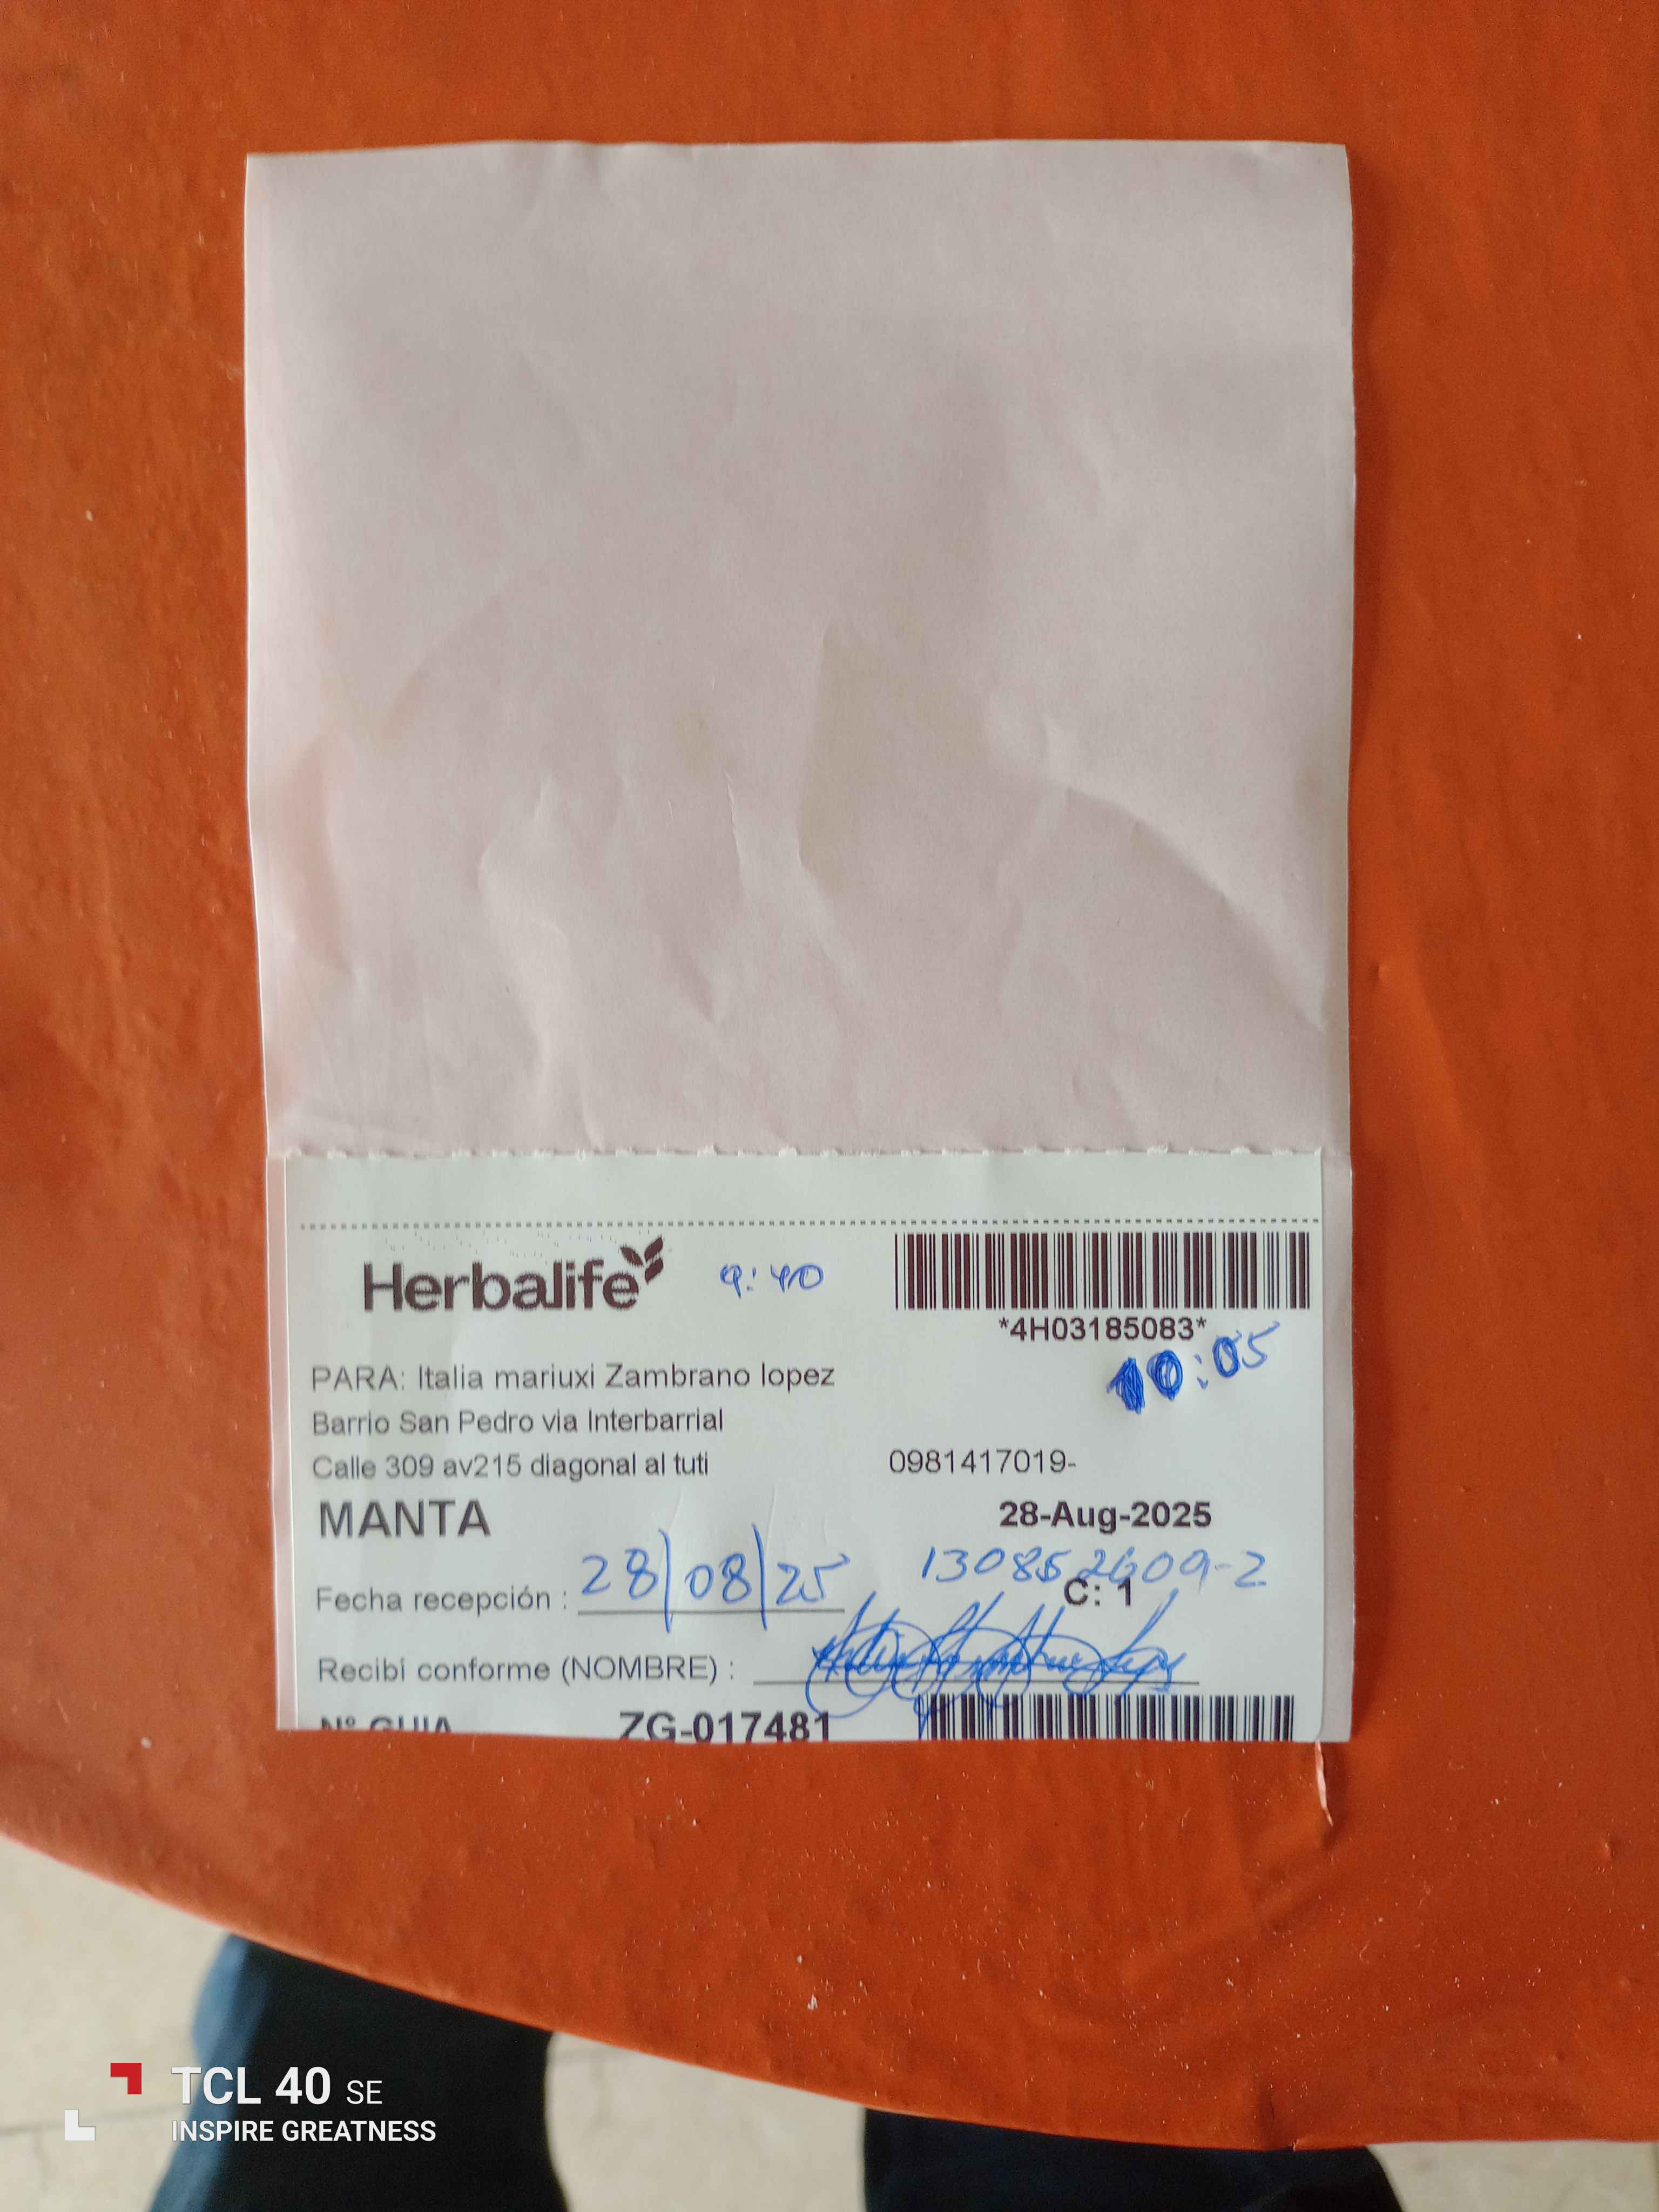 Herbalife 9:40
*4H03185083*
10:05
PARA: Italia mariuxi Zambrano lopez
Barrio San Pedro via Interbarrial
Calle 309 av215 diagonal al tuti 0981417019-
MANTA 28-Aug-2025
130852609-2
Fecha recepción : 28/08/25 C: 1
Recibí conforme (NOMBRE) :
Nº GUIA ZG-017481
TCL 40 SE
INSPIRE GREATNESS